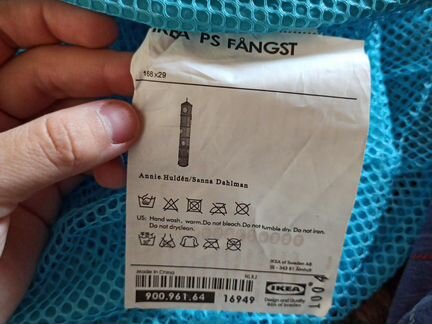 IKEA PS FÅNGST
168x29
Annie Huldén/Sanna Dahlman
US: Hand wash, warm. Do not bleach. Do not tumble dry. Do not iron.
Do not dryclean.
IKEA of Sweden AB
SE - 343 81 Älmhult
Made in China
900.961.64 16949
IKEA
Design and Quality
IKEA of Sweden